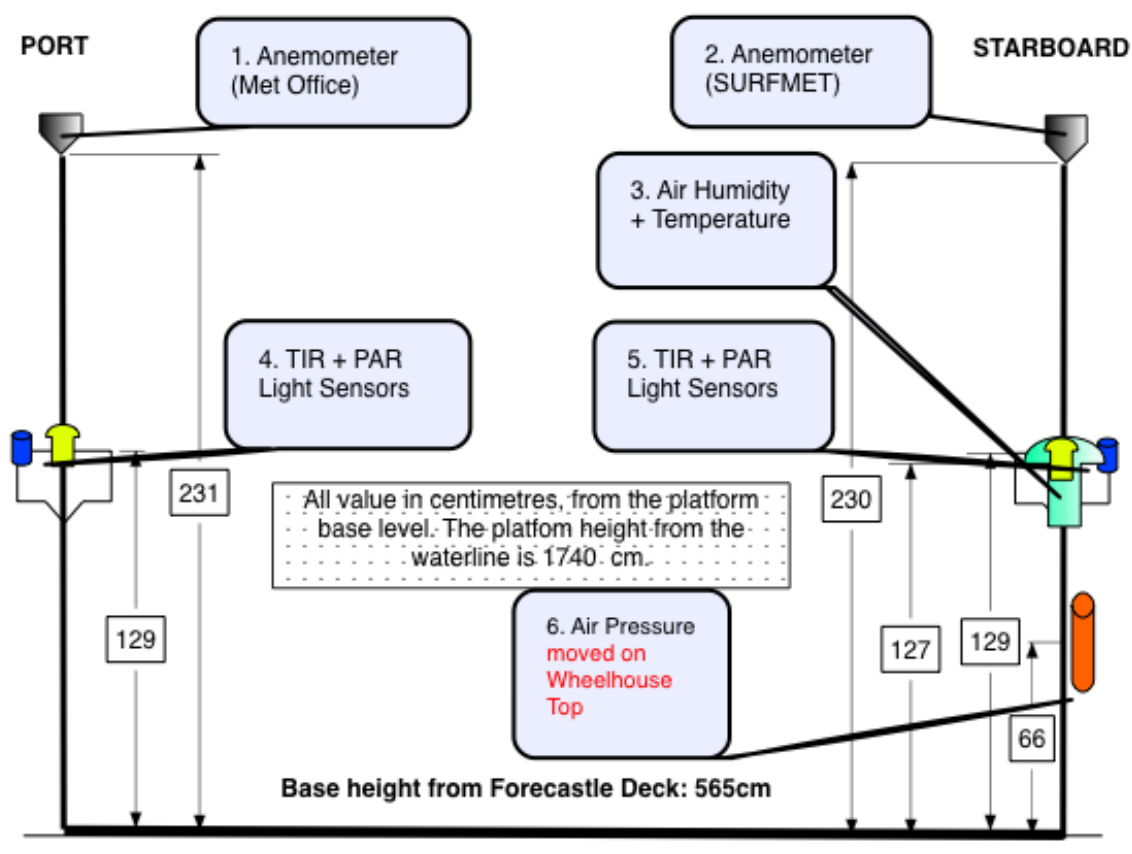 PORT
1. Anemometer
(Met Office)
2. Anemometer
(SURFMET)
STARBOARD
3. Air Humidity
+ Temperature
4. TIR + PAR
Light Sensors
5. TIR + PAR
Light Sensors
231
230
All value in centimetres, from the platform
base level. The platfom height from the
waterline is 1740 cm.
129
6. Air Pressure
moved on
Wheelhouse
Top
127
129
66
Base height from Forecastle Deck: 565cm